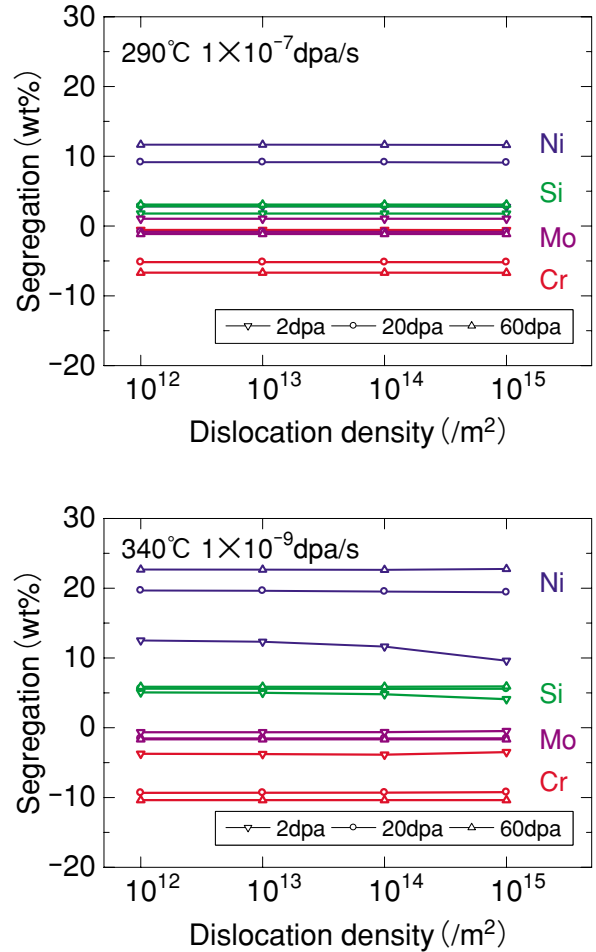 30
20
10
0
−10
−20
Segregation (wt%)
290℃ 1×10⁻⁷dpa/s
Ni
Si
Mo
Cr
2dpa 20dpa 60dpa
10¹² 10¹³ 10¹⁴ 10¹⁵
Dislocation density (/m²)
30
20
10
0
−10
−20
Segregation (wt%)
340℃ 1×10⁻⁹dpa/s
Ni
Si
Mo
Cr
2dpa 20dpa 60dpa
10¹² 10¹³ 10¹⁴ 10¹⁵
Dislocation density (/m²)